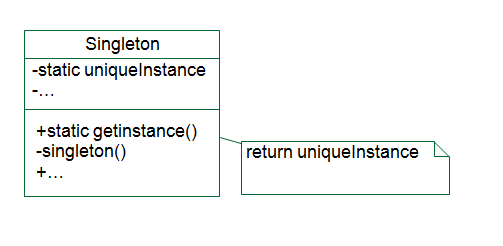 Singleton
-static uniqueInstance
-...
+static getinstance()
-singleton()
+...
return uniqueInstance